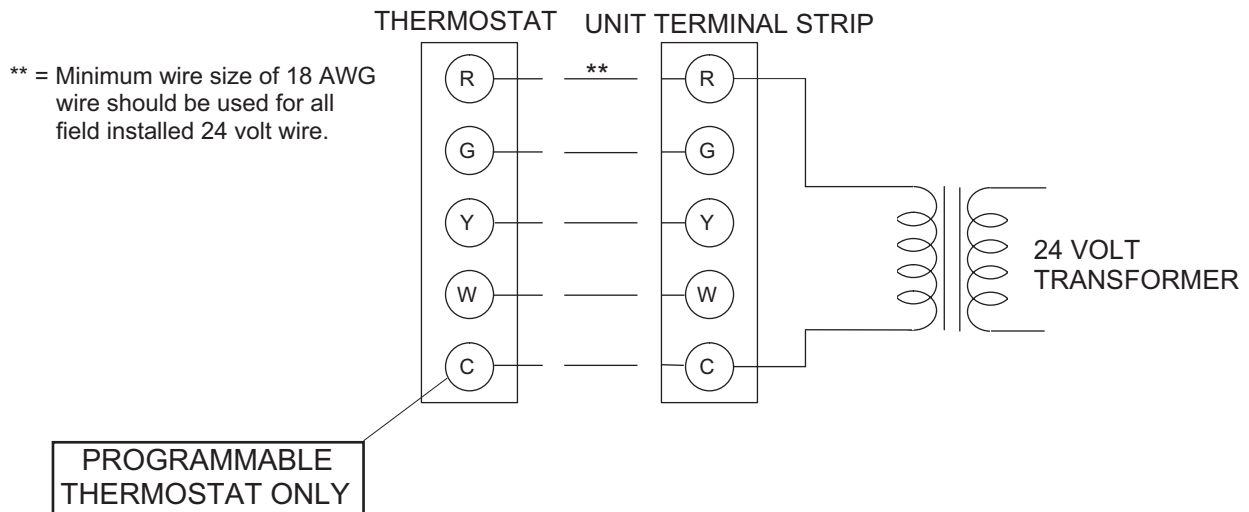 THERMOSTAT
UNIT TERMINAL STRIP
** = Minimum wire size of 18 AWG
wire should be used for all
field installed 24 volt wire.
**
R
R
G
G
Y
Y
W
W
C
C
24 VOLT
TRANSFORMER
PROGRAMMABLE
THERMOSTAT ONLY